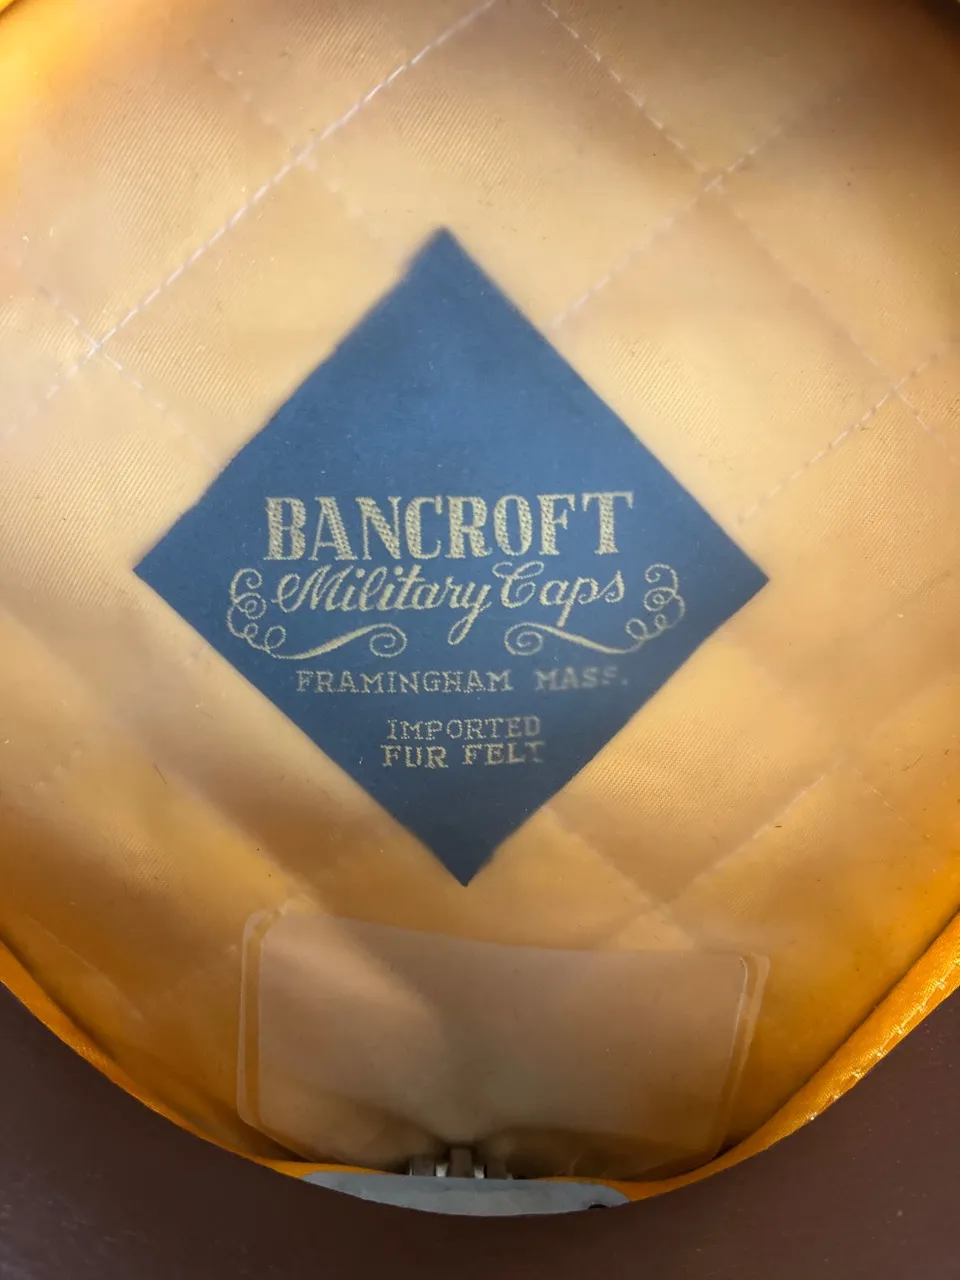 BANCROFT
Military Caps
FRAMINGHAM MASS.
IMPORTED
FUR FELT